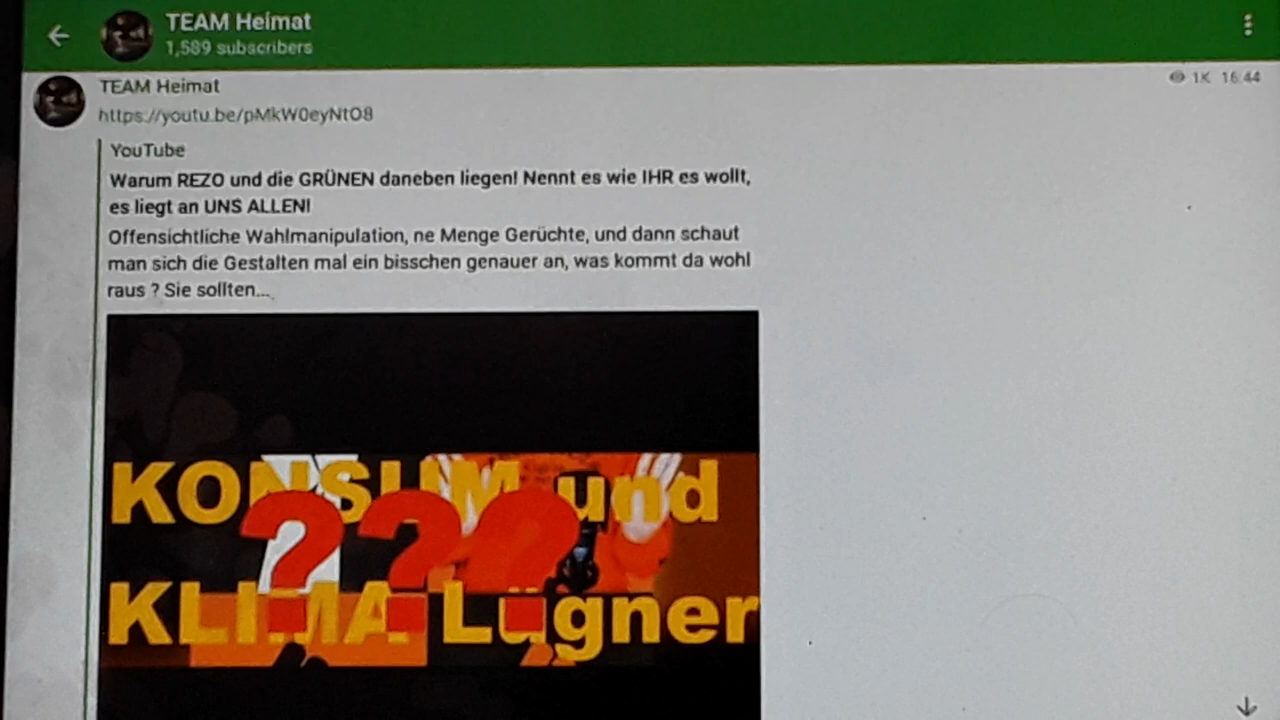 TEAM Heimat
1,589 subscribers
TEAM Heimat
1K 16:44
https://youtu.be/pMkW0eyNtO8
YouTube
Warum REZO und die GRÜNEN daneben liegen! Nennt es wie IHR es wollt,
es liegt an UNS ALLEN!
Offensichtliche Wahlmanipulation, ne Menge Gerüchte, und dann schaut
man sich die Gestalten mal ein bisschen genauer an, was kommt da wohl
raus ? Sie sollten...
KONSUM und
???
KLIMA Lügner